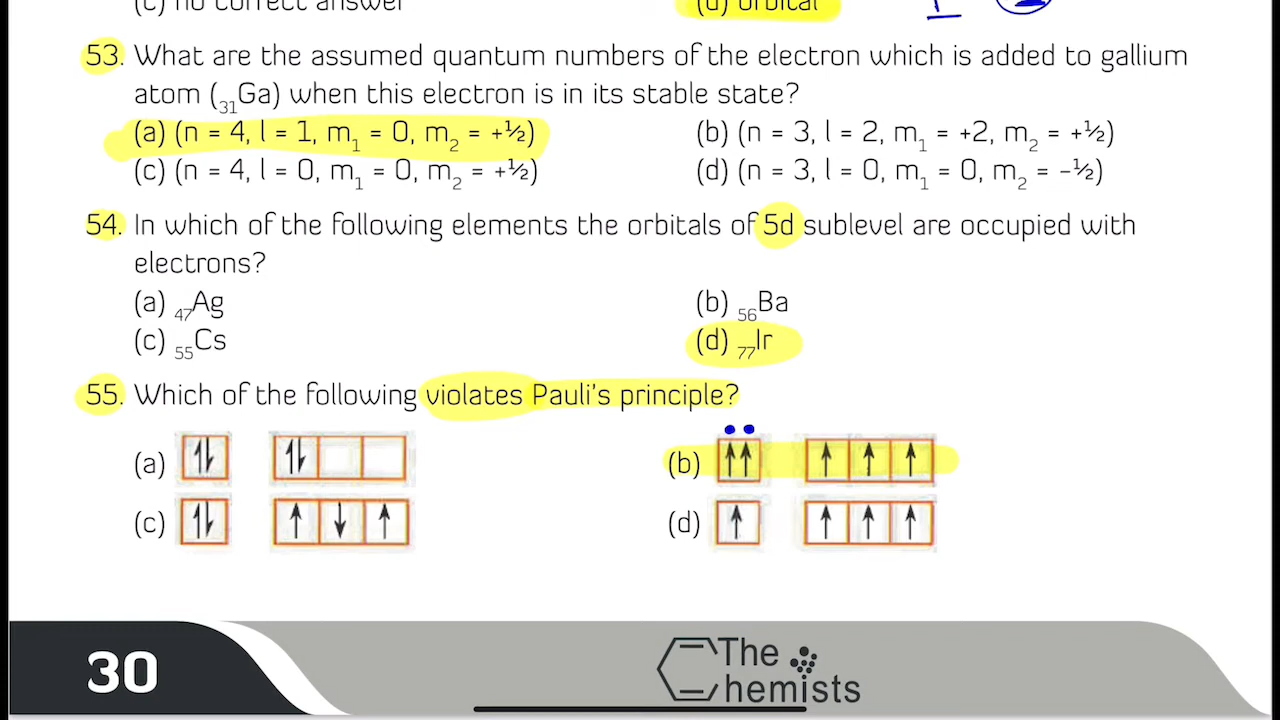 (c) no correct answer (d) orbital
53. What are the assumed quantum numbers of the electron which is added to gallium
atom (₃₁Ga) when this electron is in its stable state?
(a) (n = 4, l = 1, m₁ = 0, m₂ = +½) (b) (n = 3, l = 2, m₁ = +2, m₂ = +½)
(c) (n = 4, l = 0, m₁ = 0, m₂ = +½) (d) (n = 3, l = 0, m₁ = 0, m₂ = -½)
54. In which of the following elements the orbitals of 5d sublevel are occupied with
electrons?
(a) ₄₇Ag (b) ₅₆Ba
(c) ₅₅Cs (d) ₇₇Ir
55. Which of the following violates Pauli's principle?
(a) (b)
(c) (d)
30
The
Chemists